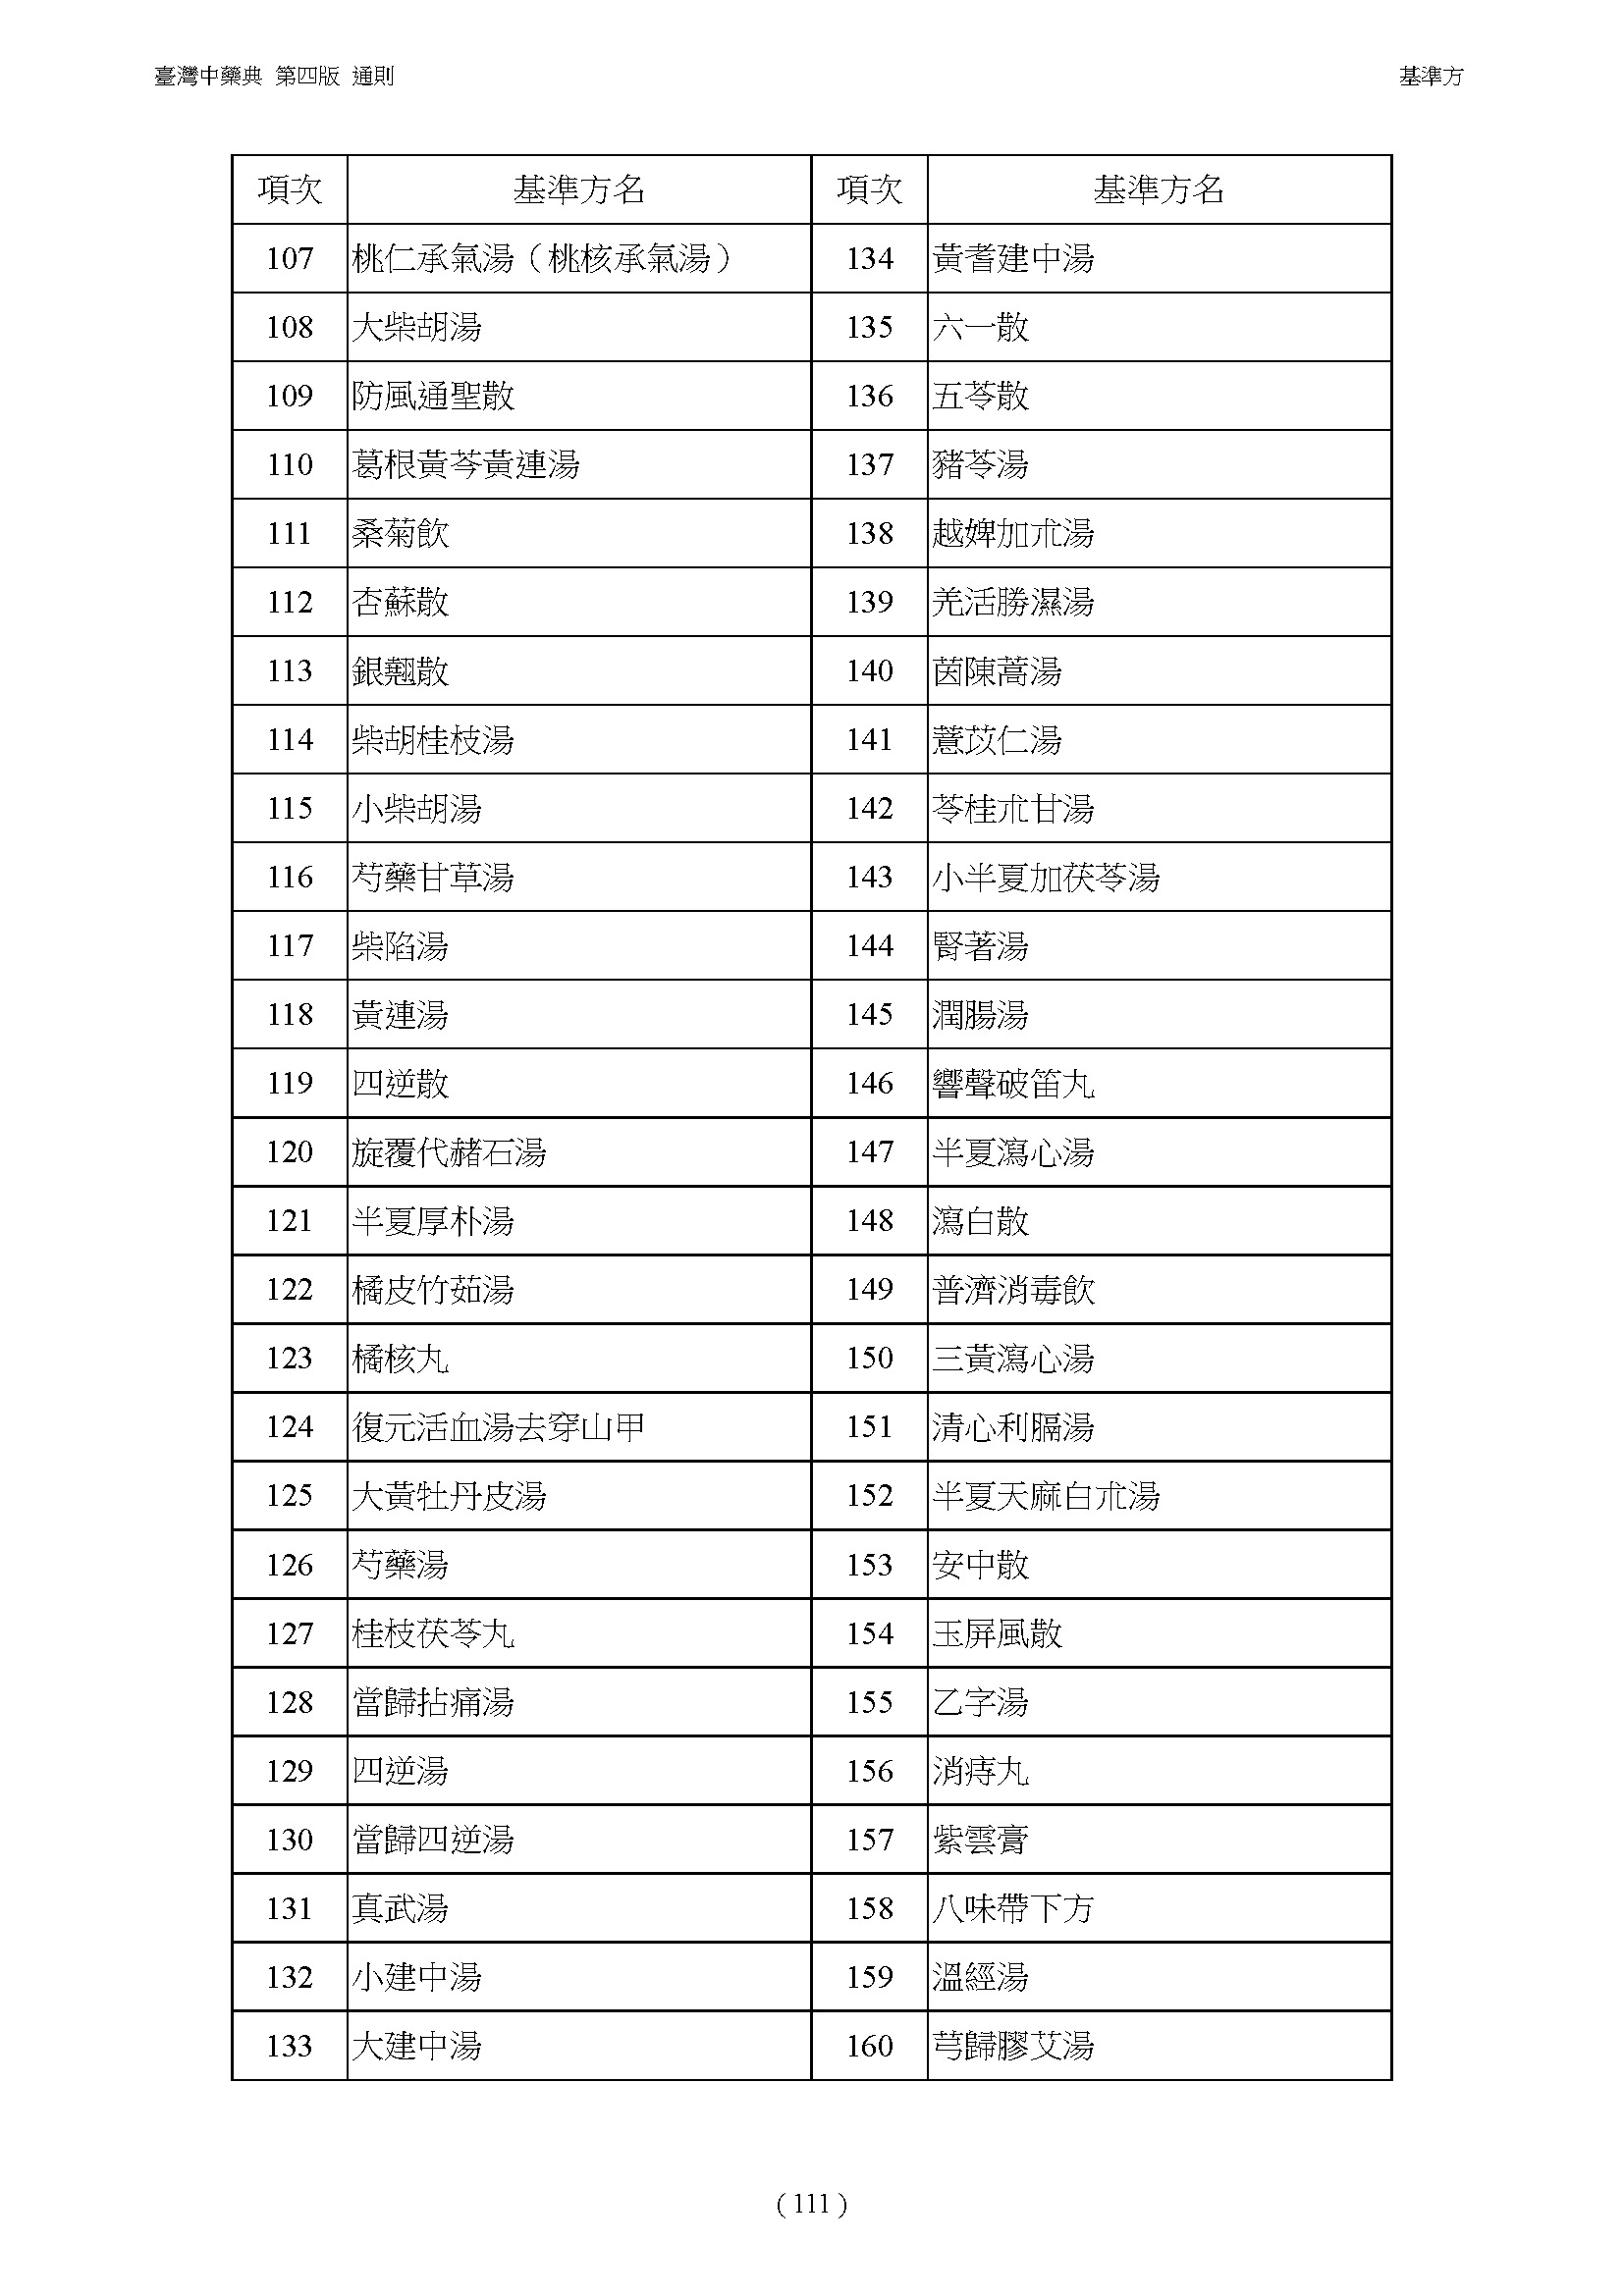 臺灣中藥典 第四版 通則 基準方
項次 基準方名 項次 基準方名
107 桃仁承氣湯（桃核承氣湯） 134 黃耆建中湯
108 大柴胡湯 135 六一散
109 防風通聖散 136 五苓散
110 葛根黃芩黃連湯 137 豬苓湯
111 桑菊飲 138 越婢加朮湯
112 杏蘇散 139 羌活勝濕湯
113 銀翹散 140 茵陳蒿湯
114 柴胡桂枝湯 141 薏苡仁湯
115 小柴胡湯 142 苓桂朮甘湯
116 芍藥甘草湯 143 小半夏加茯苓湯
117 柴陷湯 144 腎著湯
118 黃連湯 145 潤腸湯
119 四逆散 146 響聲破笛丸
120 旋覆代赭石湯 147 半夏瀉心湯
121 半夏厚朴湯 148 瀉白散
122 橘皮竹茹湯 149 普濟消毒飲
123 橘核丸 150 三黃瀉心湯
124 復元活血湯去穿山甲 151 清心利膈湯
125 大黃牡丹皮湯 152 半夏天麻白朮湯
126 芍藥湯 153 安中散
127 桂枝茯苓丸 154 玉屏風散
128 當歸拈痛湯 155 乙字湯
129 四逆湯 156 消痔丸
130 當歸四逆湯 157 紫雲膏
131 真武湯 158 八味帶下方
132 小建中湯 159 溫經湯
133 大建中湯 160 芎歸膠艾湯
( 111 )